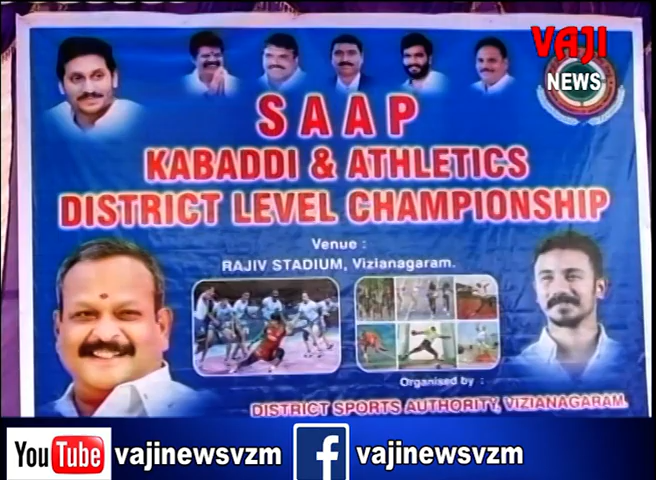 VAJI
NEWS
SAAP
KABADDI & ATHLETICS
DISTRICT LEVEL CHAMPIONSHIP
Venue :
RAJIV STADIUM, Vizianagaram.
Organised by :
DISTRICT SPORTS AUTHORITY, VIZIANAGARAM.
YouTube vajinewsvzm f vajinewsvzm